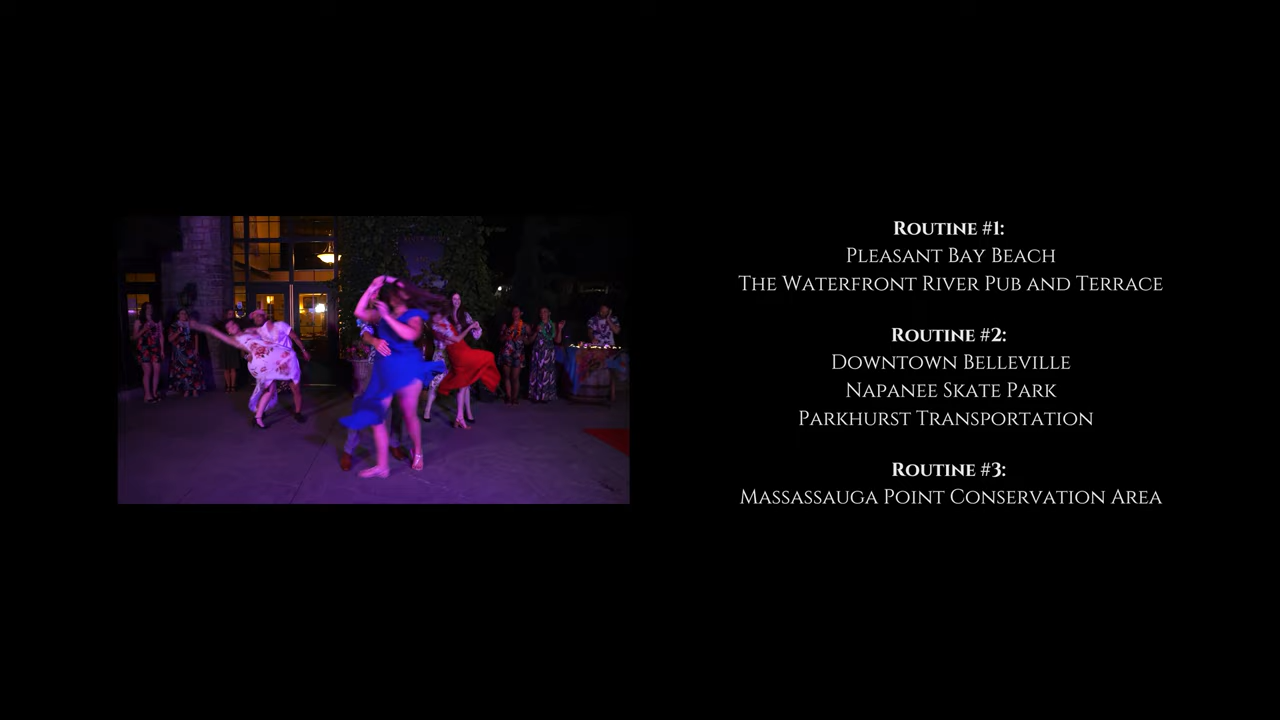 Routine #1:
Pleasant Bay Beach
The Waterfront River Pub and Terrace
Routine #2:
Downtown Belleville
Napanee Skate Park
Parkhurst Transportation
Routine #3:
Massassauga Point Conservation Area